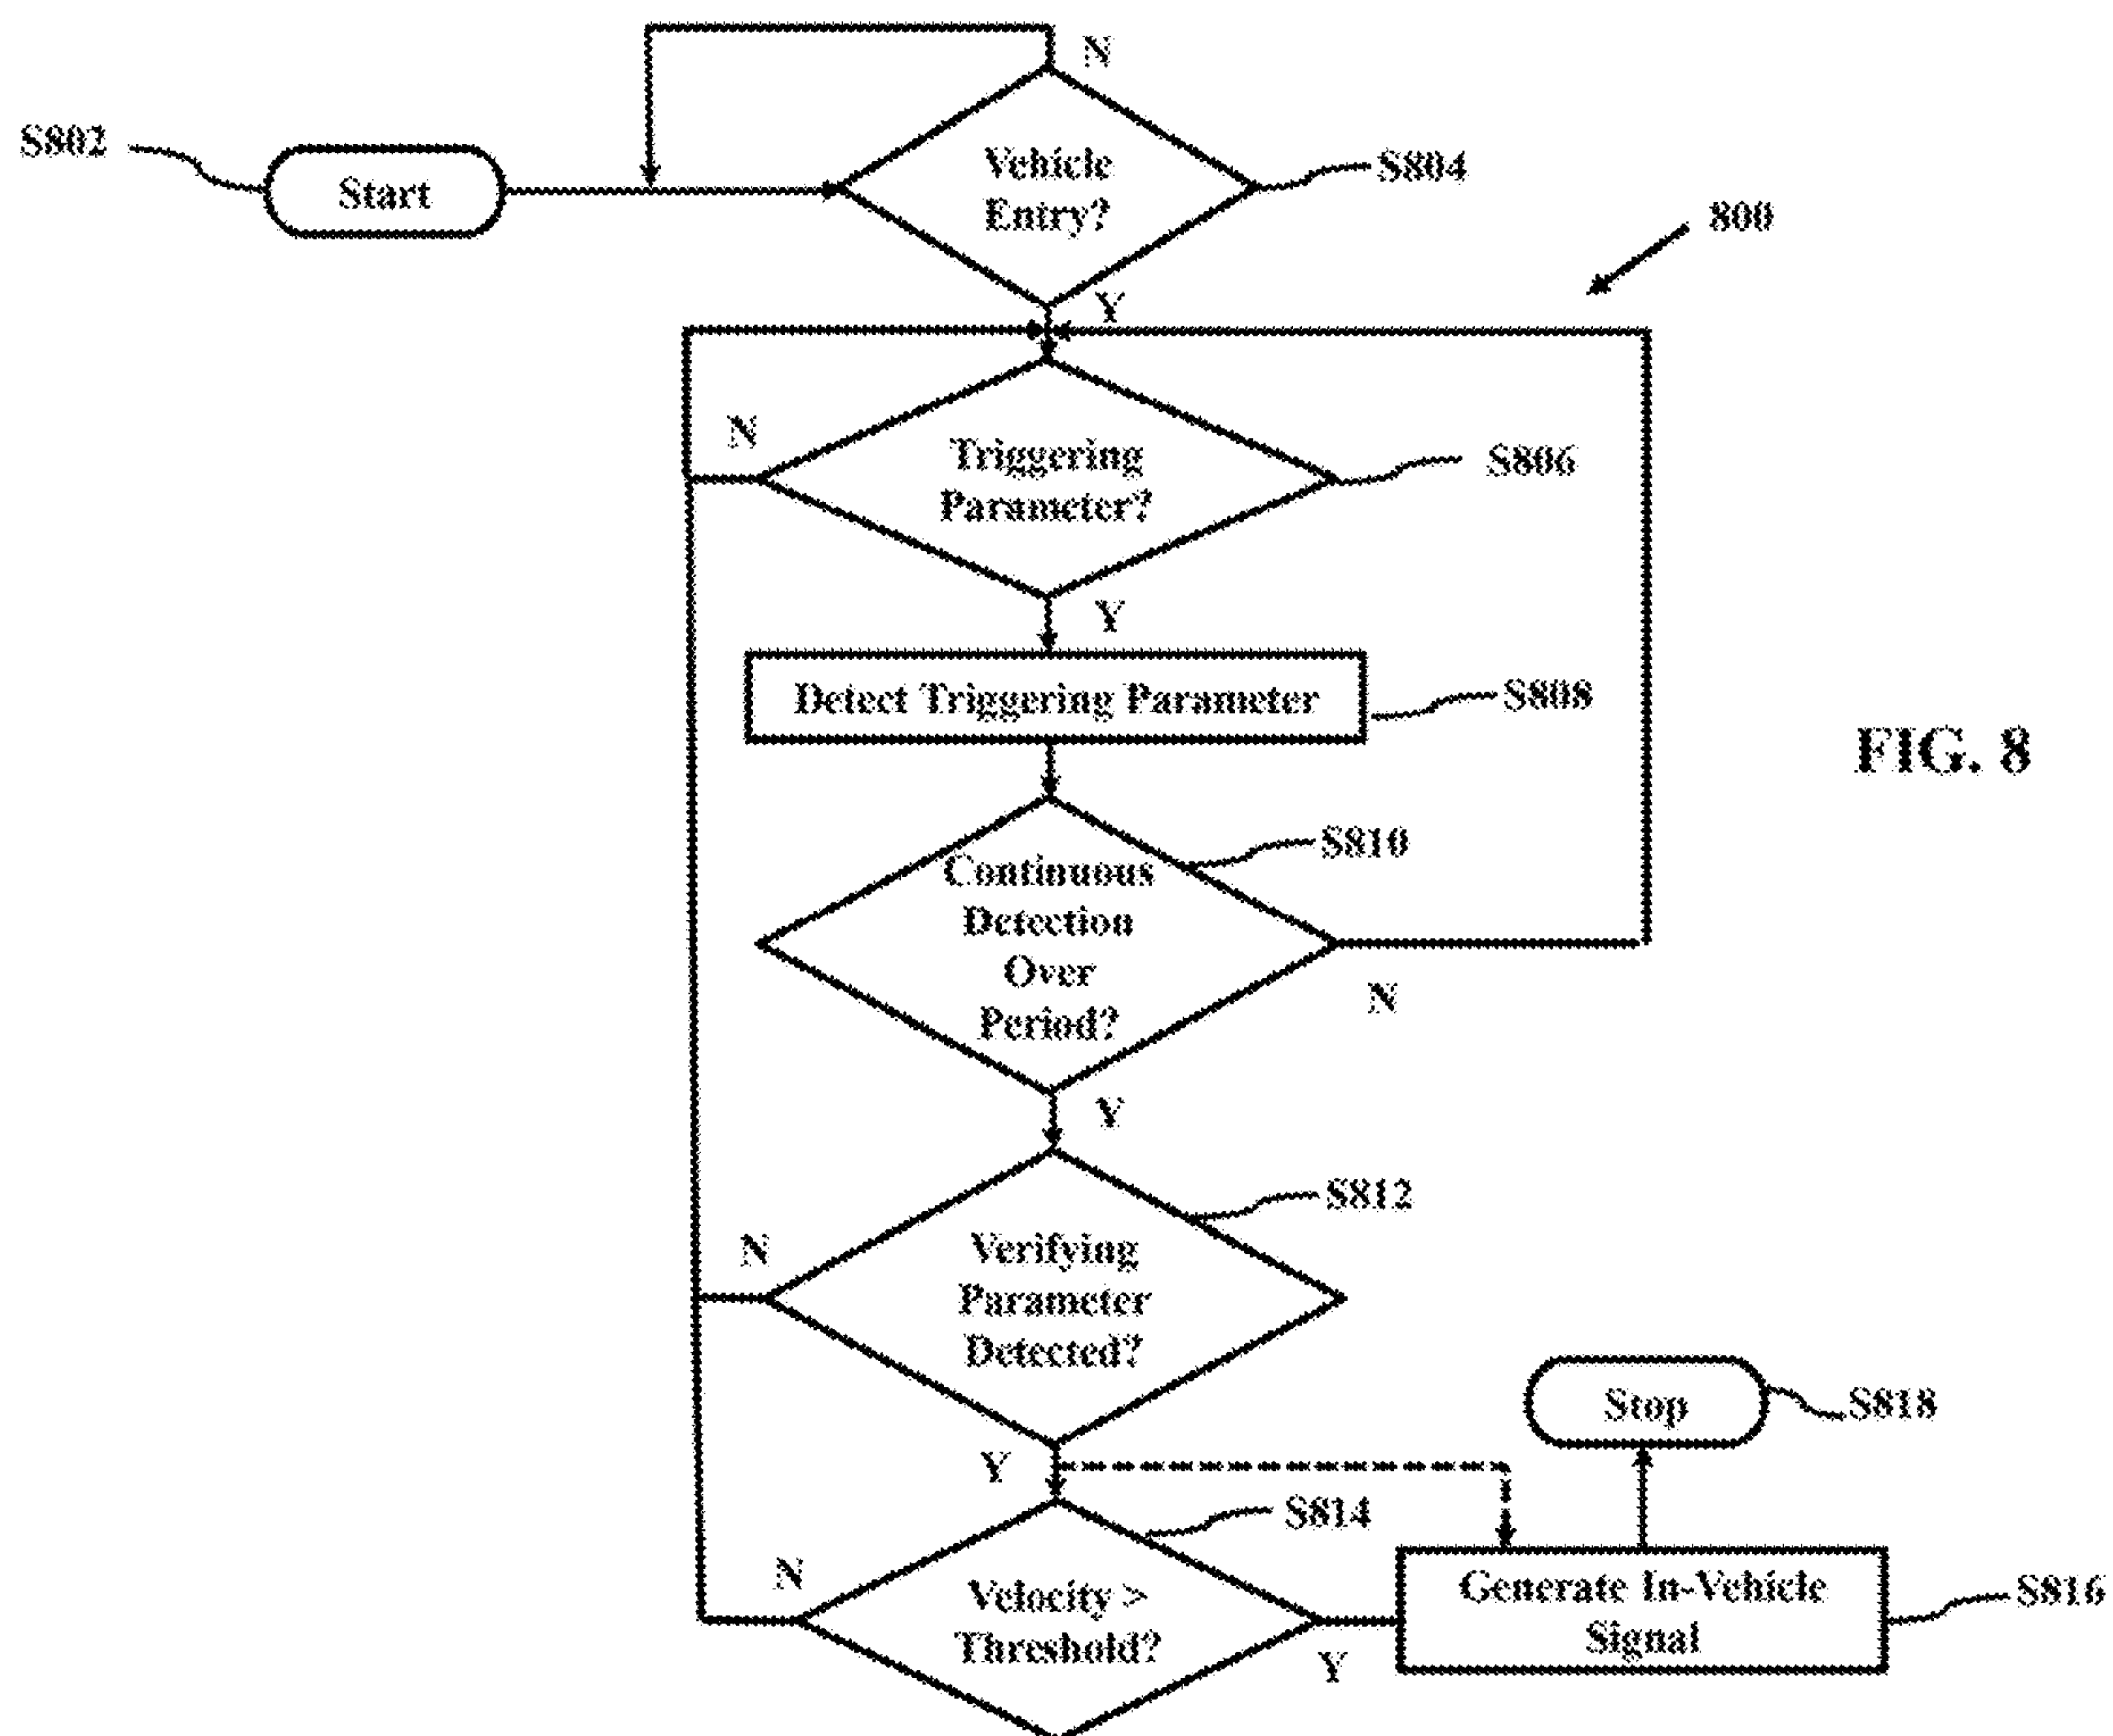 N
S802
Start
Vehicle
Entry?
S804
800
Y
N
Triggering
Parameter?
S806
Y
Detect Triggering Parameter
S808
FIG. 8
S810
Continuous
Detection
Over
Period?
N
Y
S812
N
Verifying
Parameter
Detected?
Stop
S818
Y
S814
N
Velocity >
Threshold?
Y
Generate In-Vehicle
Signal
S816